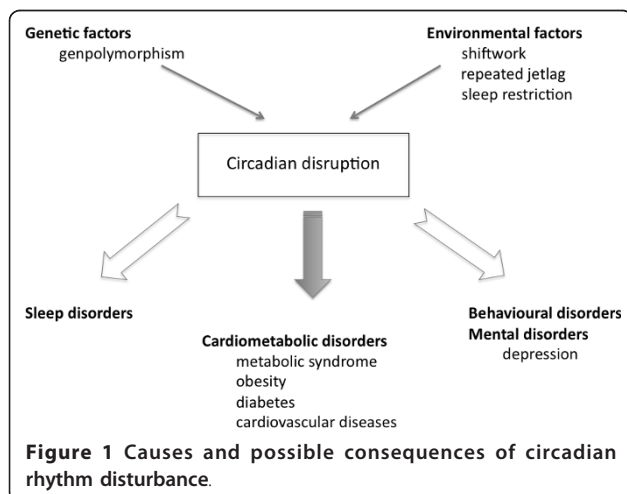 Genetic factors
genpolymorphism
Environmental factors
shiftwork
repeated jetlag
sleep restriction
Circadian disruption
Sleep disorders
Cardiometabolic disorders
metabolic syndrome
obesity
diabetes
cardiovascular diseases
Behavioural disorders
Mental disorders
depression
Figure 1 Causes and possible consequences of circadian
rhythm disturbance.